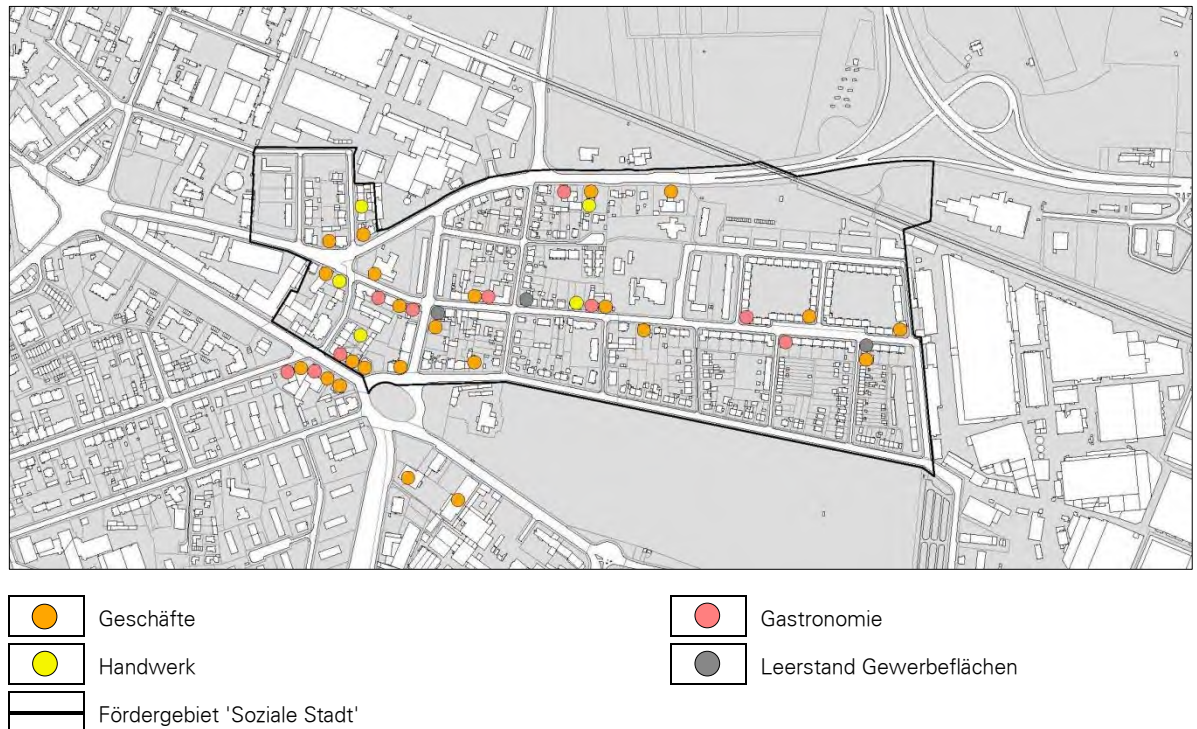 Geschäfte
Gastronomie
Handwerk
Leerstand Gewerbeflächen
Fördergebiet 'Soziale Stadt'